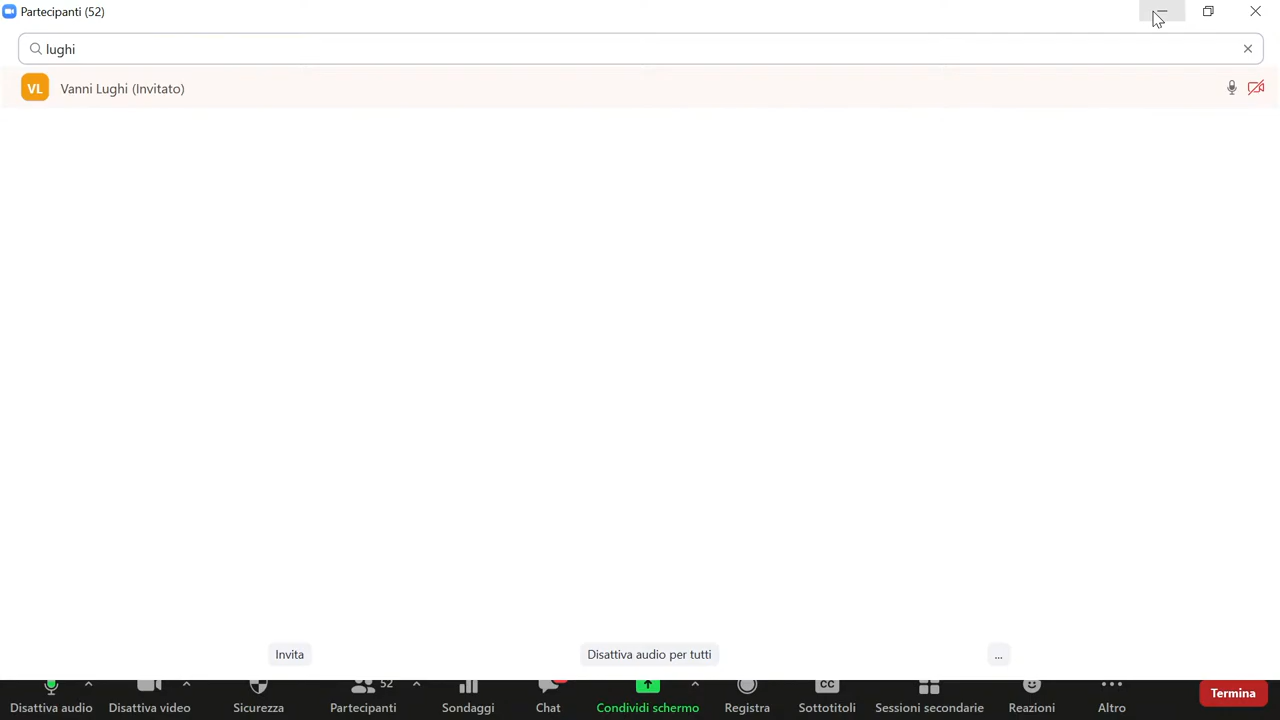 Partecipanti (52)
lughi
VL Vanni Lughi (Invitato)
Invita Disattiva audio per tutti ...
52 CC
Disattiva audio Disattiva video Sicurezza Partecipanti Sondaggi Chat Condividi schermo Registra Sottotitoli Sessioni secondarie Reazioni Altro Termina